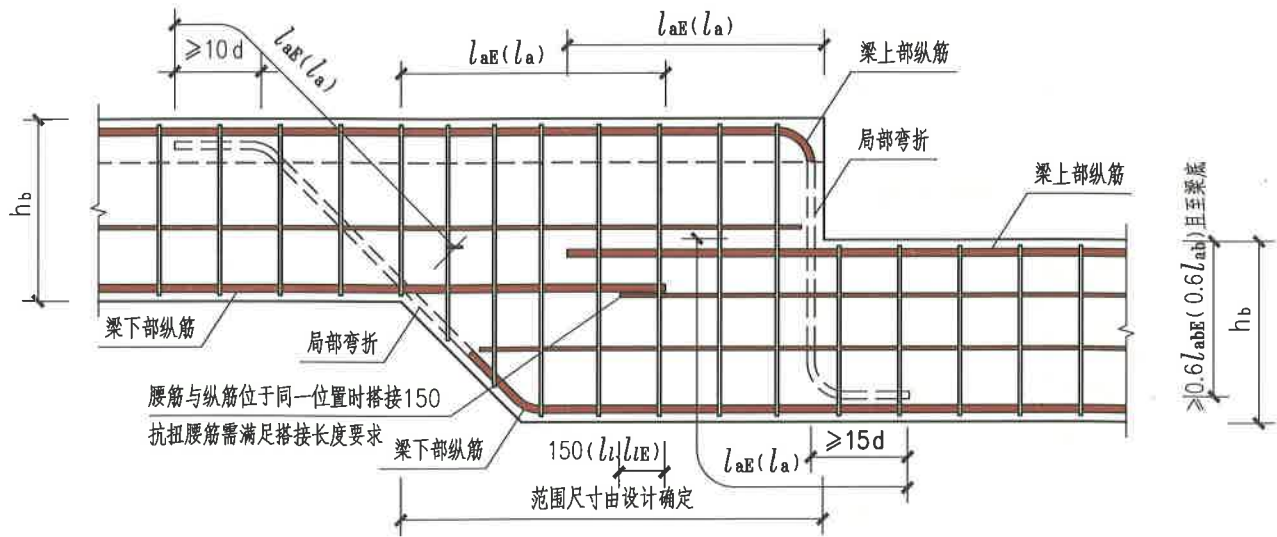 laE(la)
laE(la)
≥10d
laE(la)
梁上部纵筋
局部弯折
梁上部纵筋
hb
≥0.6labE(0.6lab)且至梁底
hb
梁下部纵筋
局部弯折
腰筋与纵筋位于同一位置时搭接150
抗扭腰筋需满足搭接长度要求
梁下部纵筋
150(ll llE)
laE(la)
≥15d
范围尺寸由设计确定